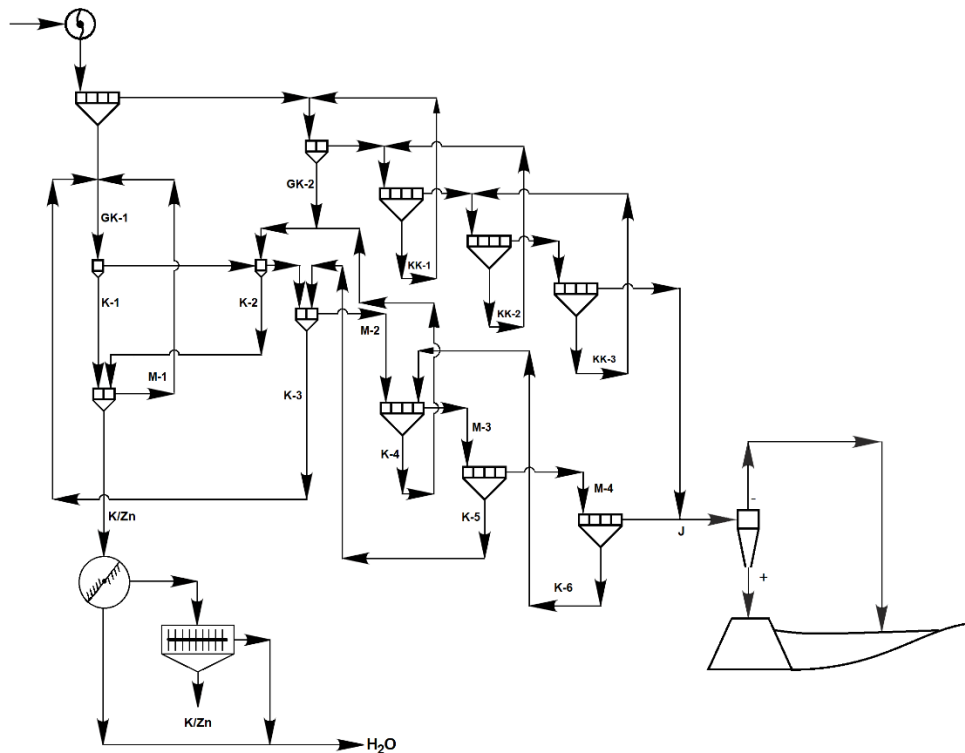 GK-2
GK-1
KK-1
K-1
K-2
KK-2
M-2
KK-3
M-1
K-3
M-3
K-4
M-4
-
K/Zn
K-5
J
K-6
+
K/Zn
H₂O